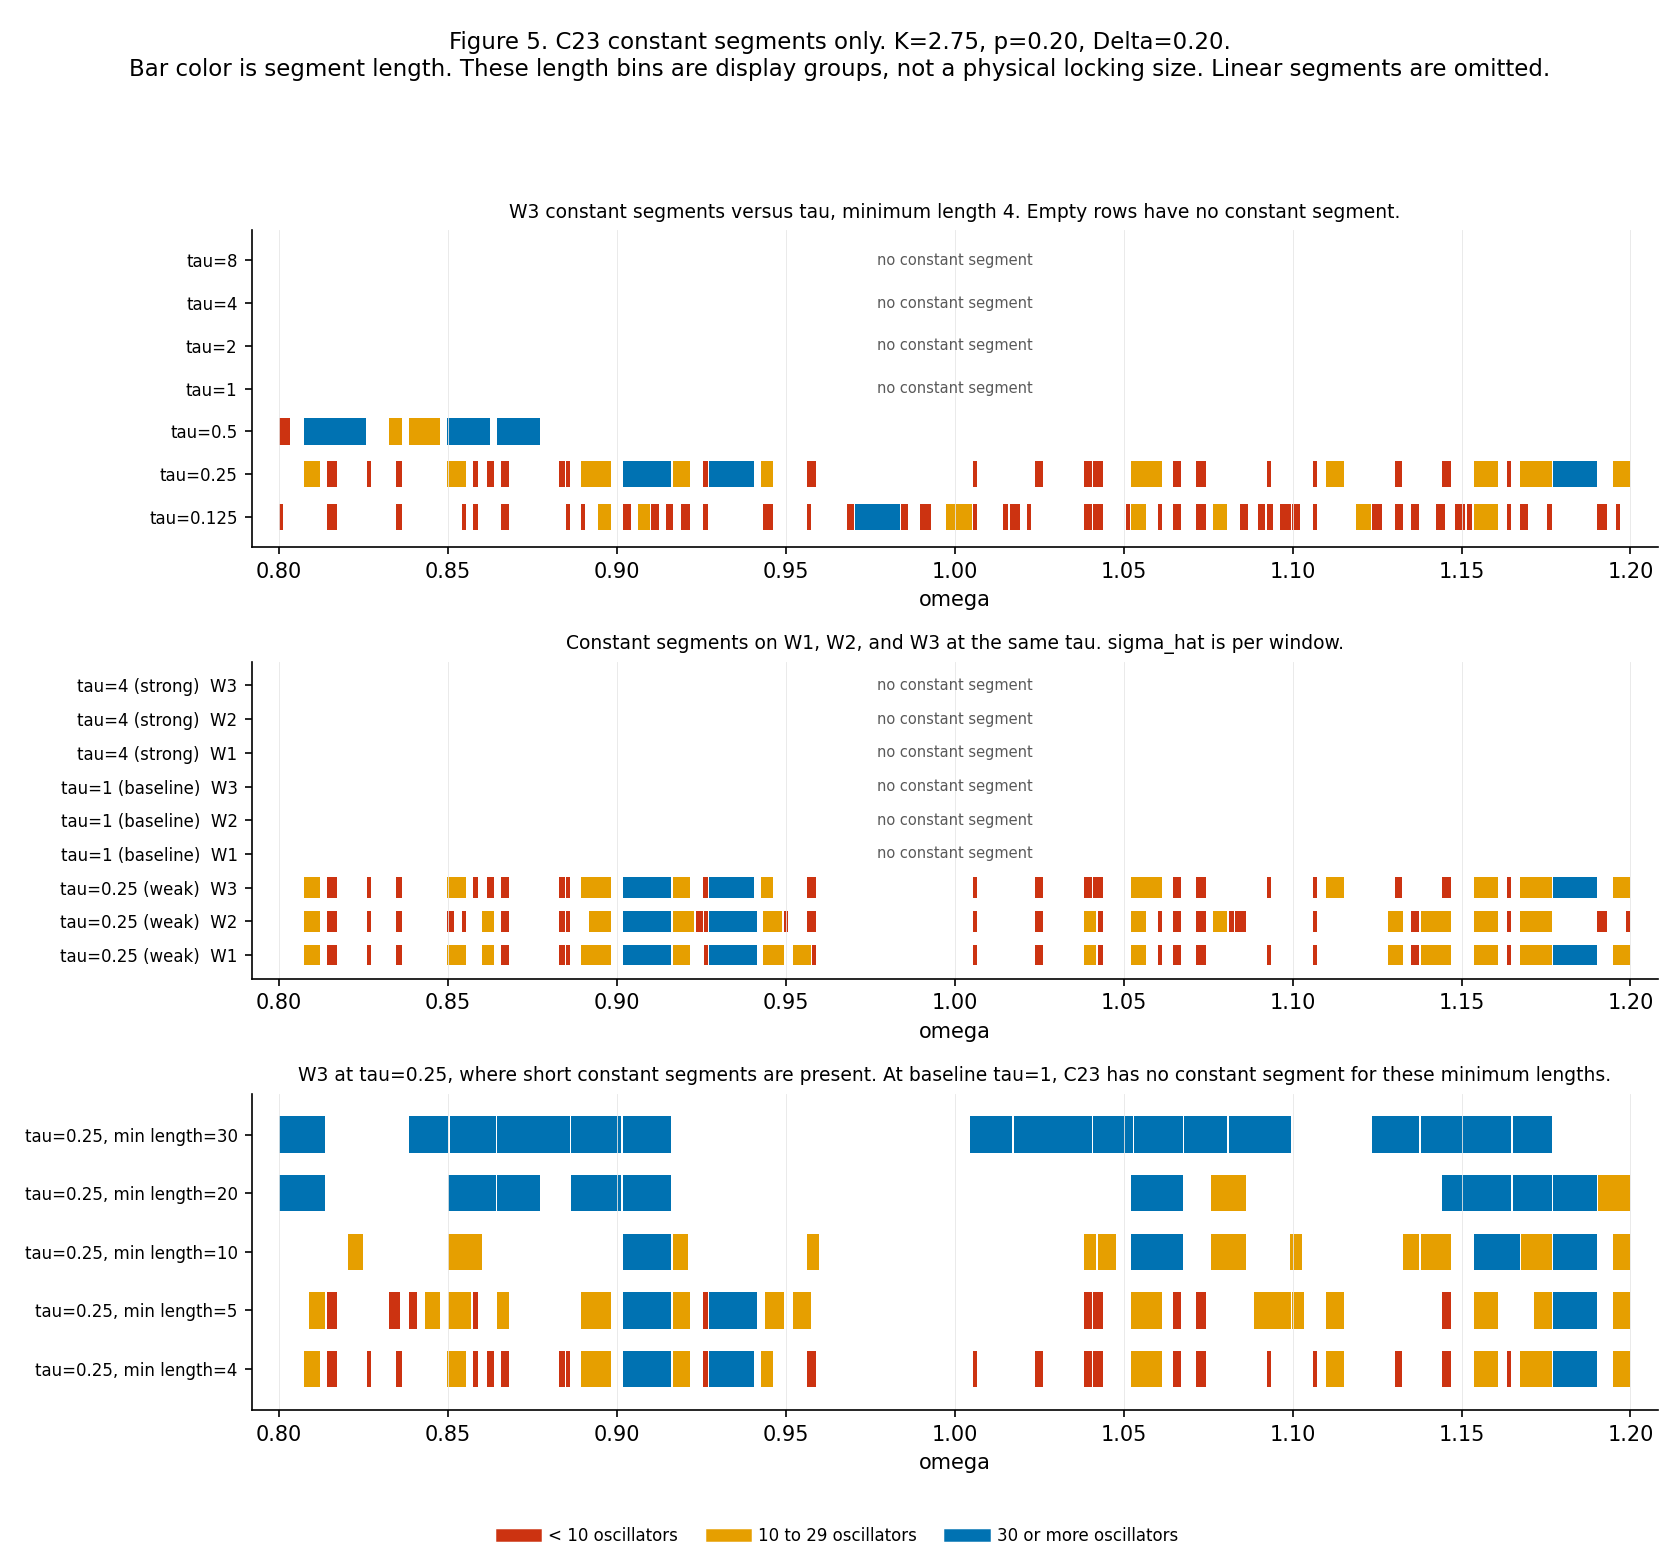 Figure 5. C23 constant segments only. K=2.75, p=0.20, Delta=0.20.
Bar color is segment length. These length bins are display groups, not a physical locking size. Linear segments are omitted.
W3 constant segments versus tau, minimum length 4. Empty rows have no constant segment.
tau=8 no constant segment
tau=4 no constant segment
tau=2 no constant segment
tau=1 no constant segment
tau=0.5
tau=0.25
tau=0.125
0.80 0.85 0.90 0.95 1.00 1.05 1.10 1.15 1.20
omega
Constant segments on W1, W2, and W3 at the same tau. sigma_hat is per window.
tau=4 (strong) W3 no constant segment
tau=4 (strong) W2 no constant segment
tau=4 (strong) W1 no constant segment
tau=1 (baseline) W3 no constant segment
tau=1 (baseline) W2 no constant segment
tau=1 (baseline) W1 no constant segment
tau=0.25 (weak) W3
tau=0.25 (weak) W2
tau=0.25 (weak) W1
0.80 0.85 0.90 0.95 1.00 1.05 1.10 1.15 1.20
omega
W3 at tau=0.25, where short constant segments are present. At baseline tau=1, C23 has no constant segment for these minimum lengths.
tau=0.25, min length=30
tau=0.25, min length=20
tau=0.25, min length=10
tau=0.25, min length=5
tau=0.25, min length=4
0.80 0.85 0.90 0.95 1.00 1.05 1.10 1.15 1.20
omega
< 10 oscillators 10 to 29 oscillators 30 or more oscillators